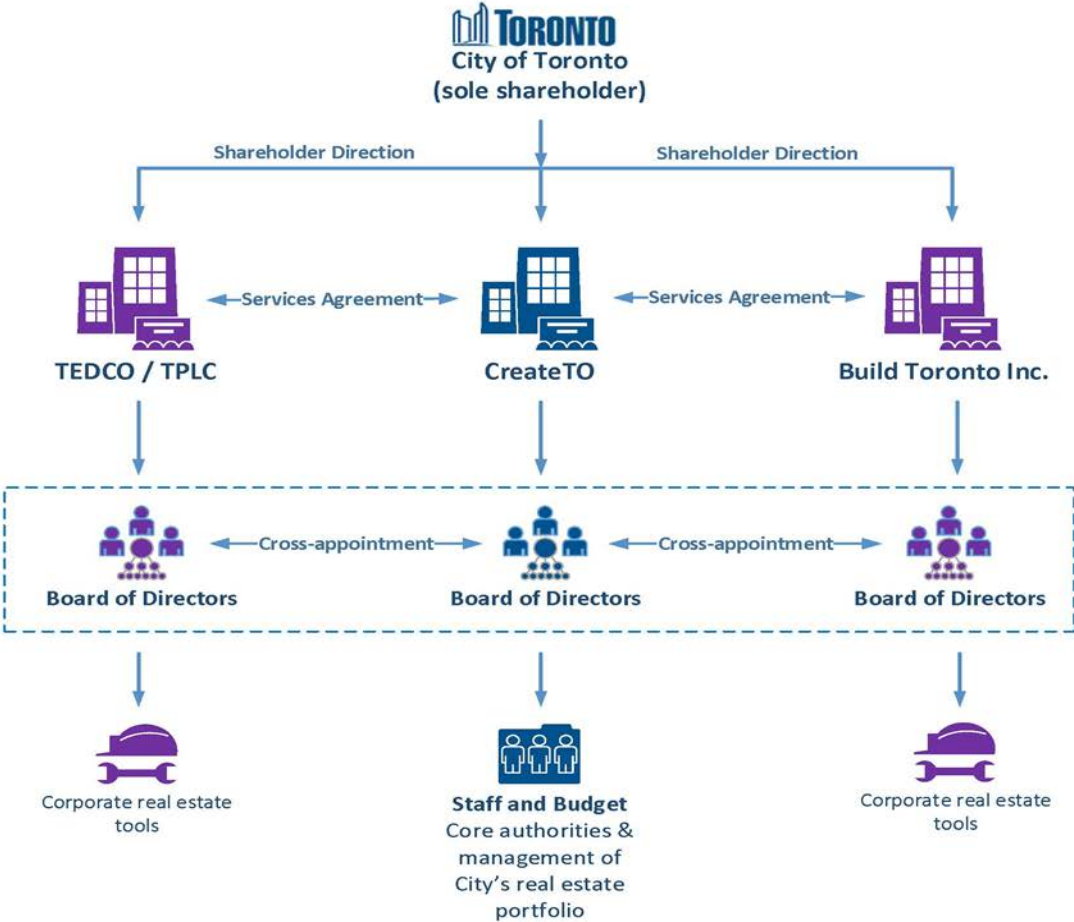 TORONTO
City of Toronto
(sole shareholder)
Shareholder Direction
Shareholder Direction
Services Agreement
Services Agreement
TEDCO / TPLC
CreateTO
Build Toronto Inc.
Cross-appointment
Cross-appointment
Board of Directors
Board of Directors
Board of Directors
Corporate real estate
tools
Staff and Budget
Core authorities &
management of
City's real estate
portfolio
Corporate real estate
tools